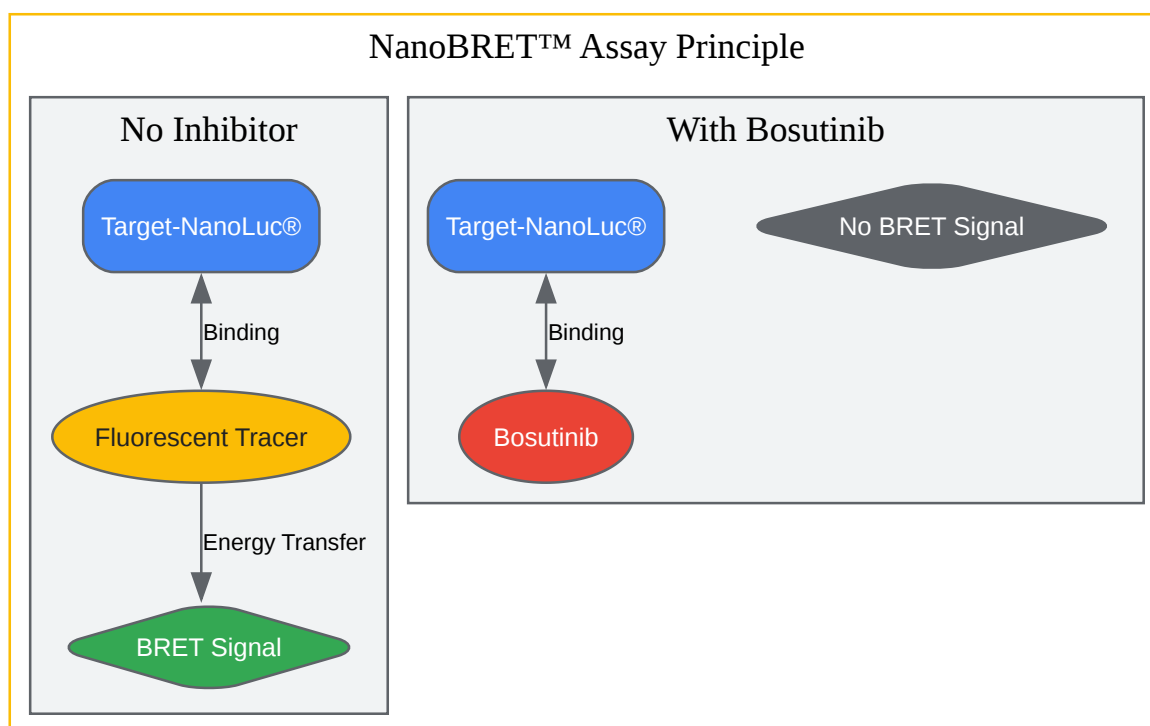 NanoBRET™ Assay Principle
No Inhibitor
Target-NanoLuc®
Binding
Fluorescent Tracer
Energy Transfer
BRET Signal
With Bosutinib
Target-NanoLuc®
No BRET Signal
Binding
Bosutinib